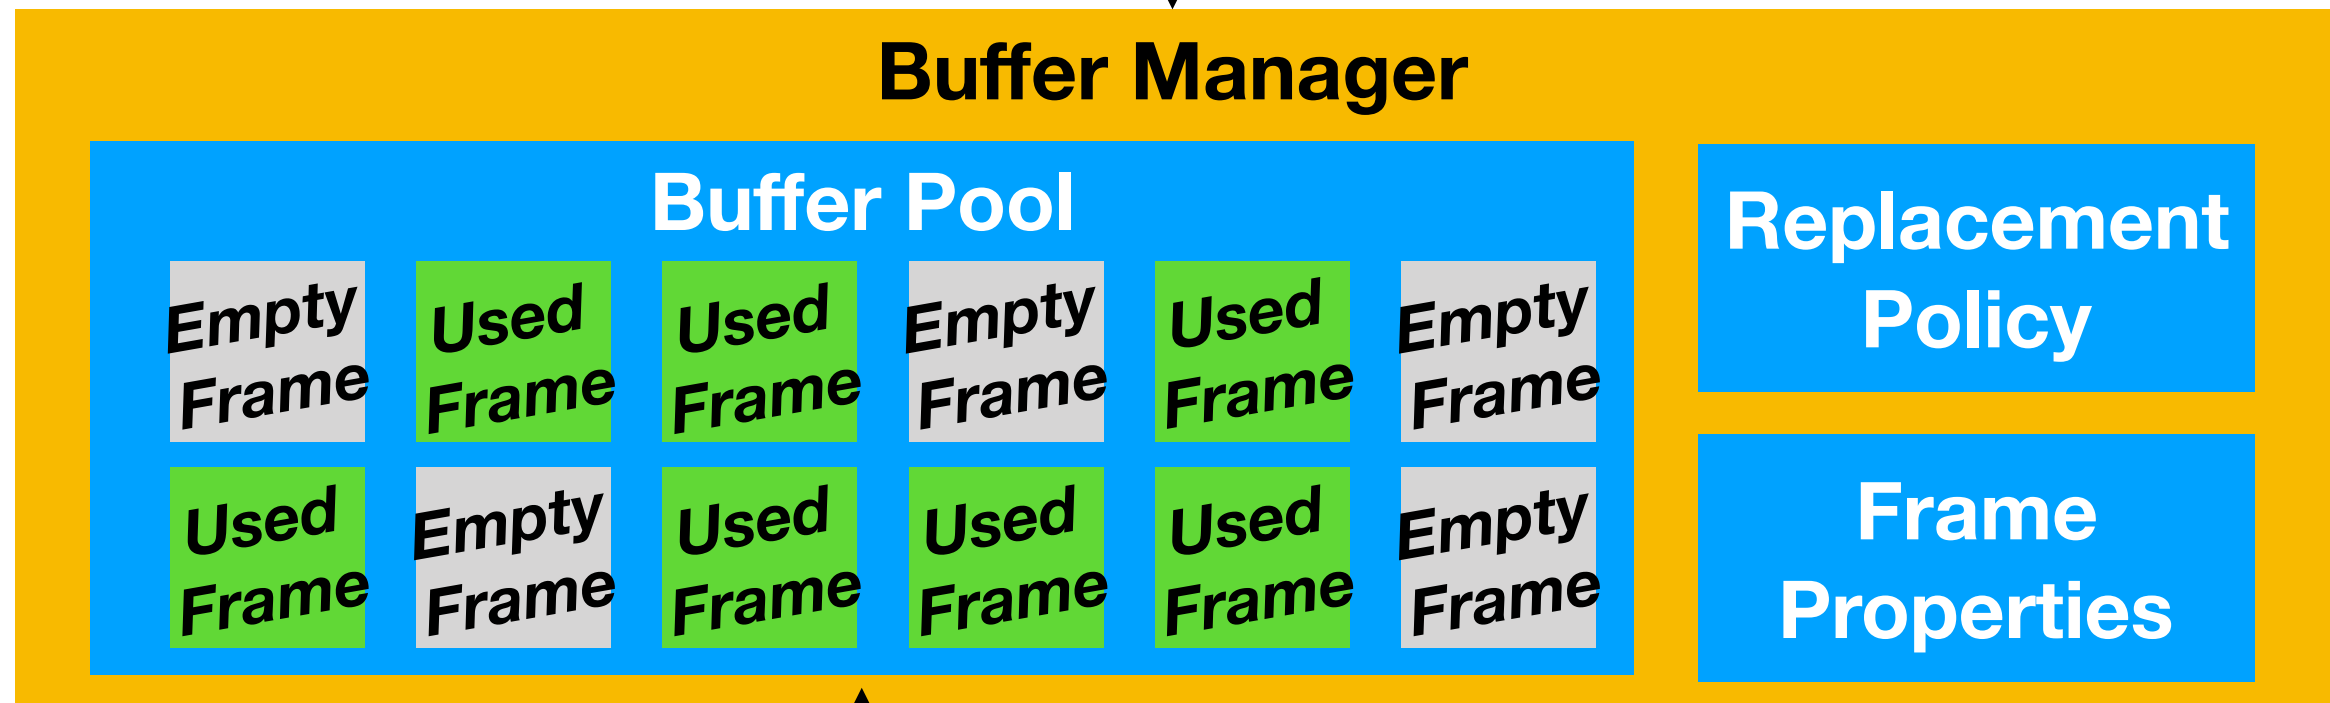 Buffer Manager
Buffer Pool
Empty
Frame
Used
Frame
Used
Frame
Empty
Frame
Used
Frame
Empty
Frame
Used
Frame
Empty
Frame
Used
Frame
Used
Frame
Used
Frame
Empty
Frame
Replacement
Policy
Frame
Properties